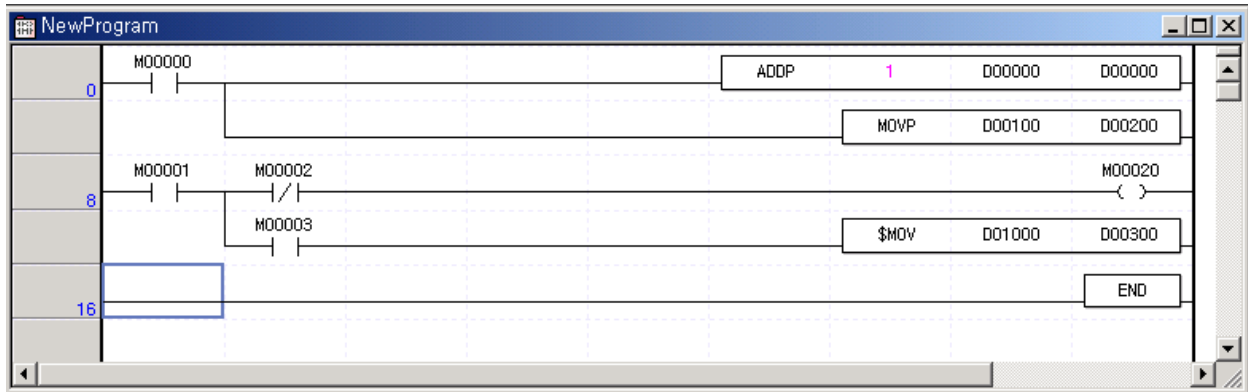 NewProgram
M00000
0
ADDP 1 D00000 D00000
MOVP D00100 D00200
M00001 M00002 M00020
8
M00003
$MOV D01000 D00300
16
END